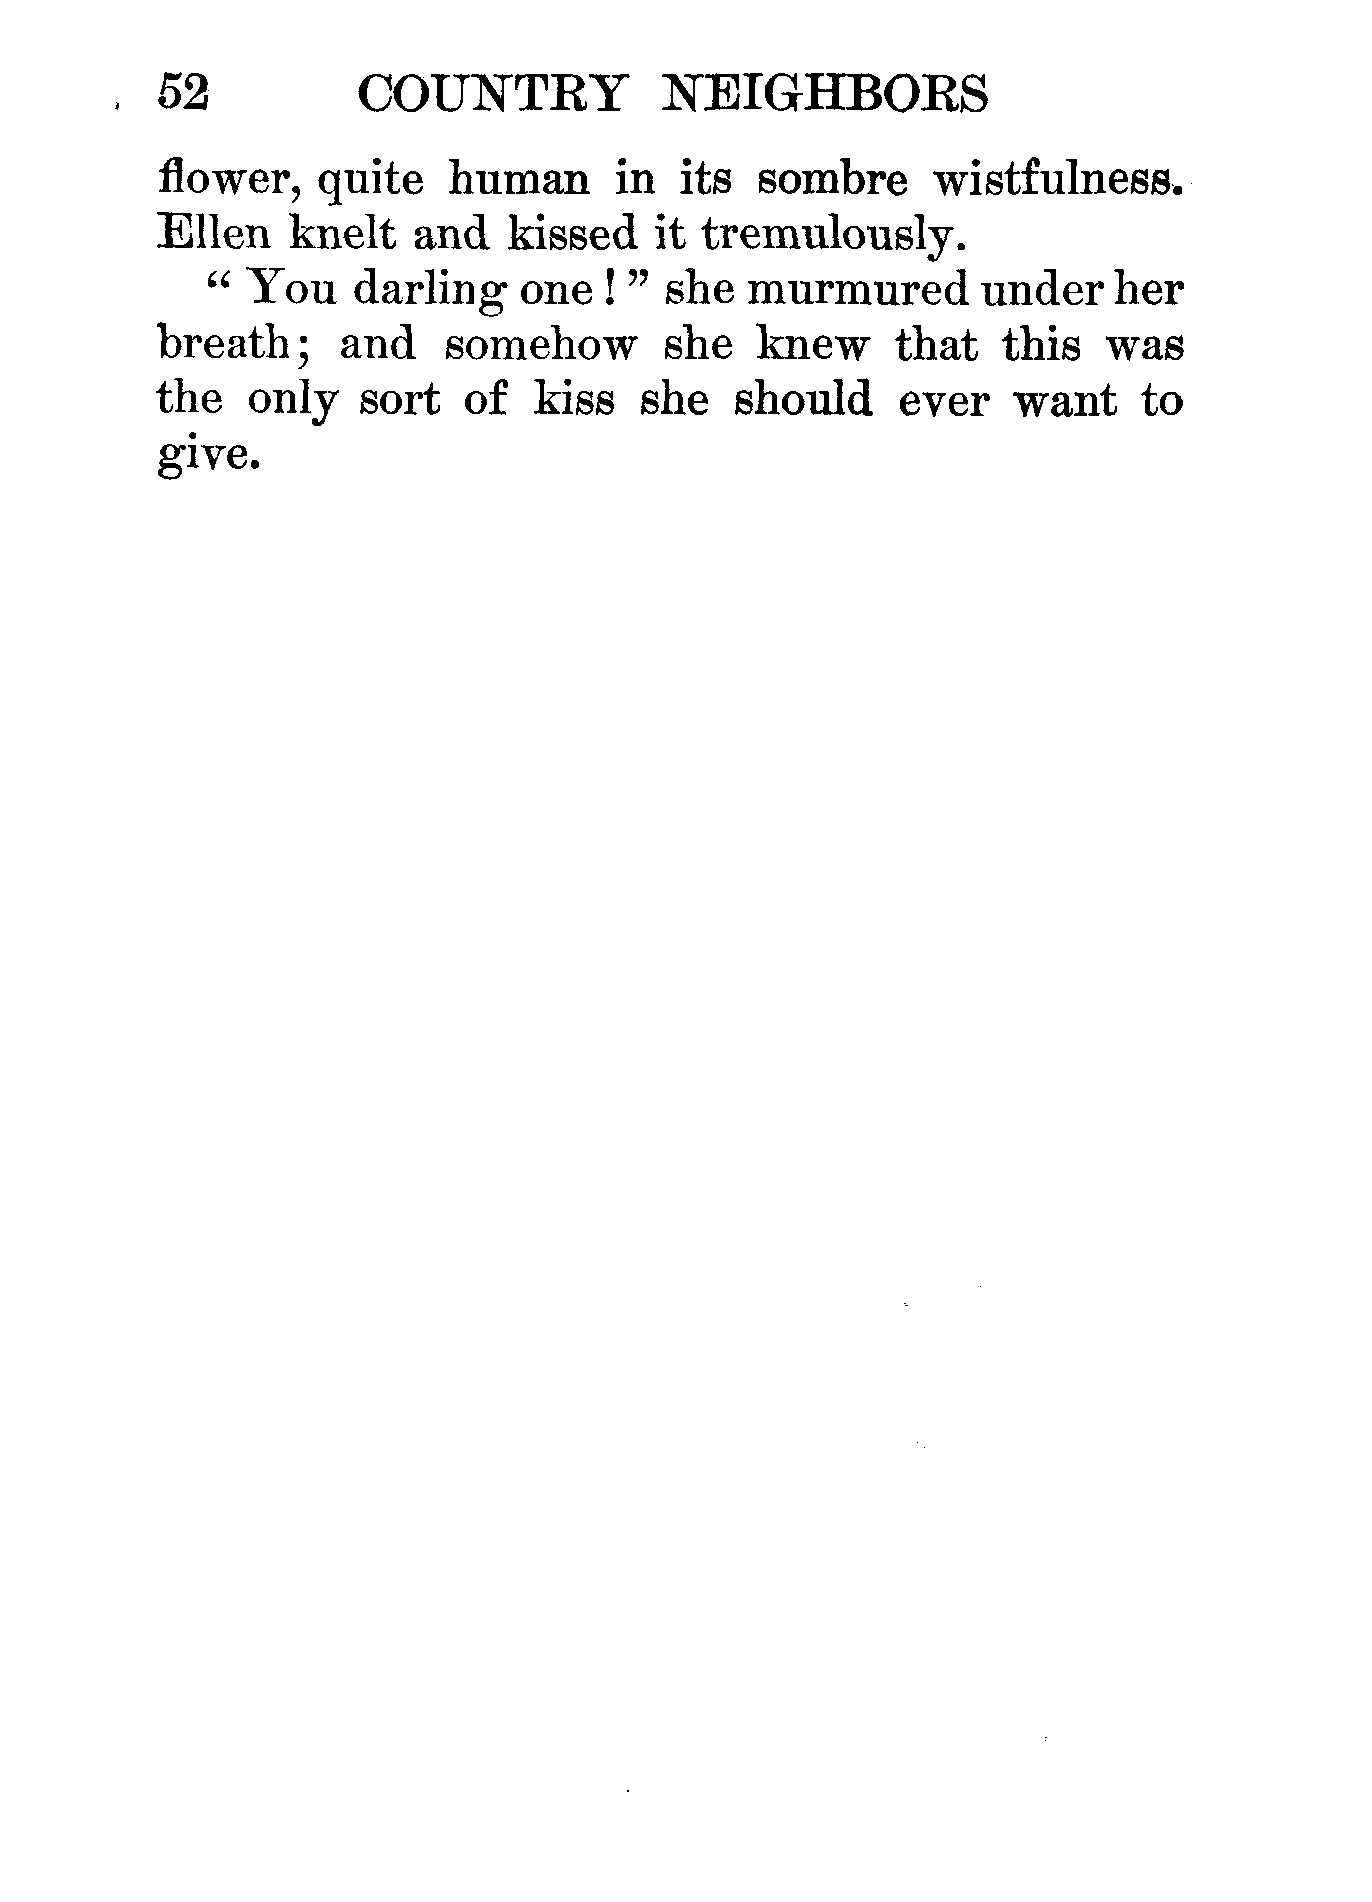 52 COUNTRY NEIGHBORS
flower, quite human in its sombre wistfulness.
Ellen knelt and kissed it tremulously.
“ You darling one ! ” she murmured under her
breath; and somehow she knew that this was
the only sort of kiss she should ever want to
give.